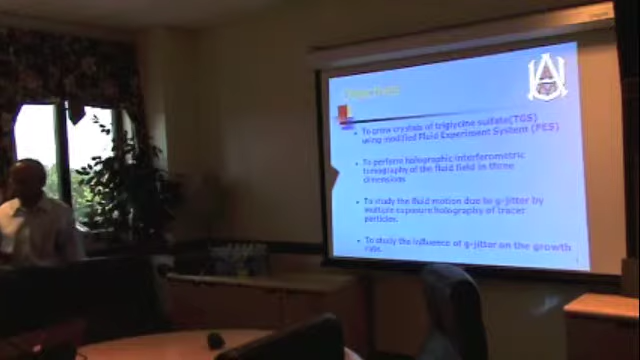 Objectives
• To grow crystals of triglycine sulfate(TGS)
using modified Fluid Experiment System (FES)
• To perform holographic interferometric
tomography of the fluid field in three
dimensions
• To study the fluid motion due to g-jitter by
multiple exposure holography of tracer
particles.
• To study the influence of g-jitter on the growth
rate.